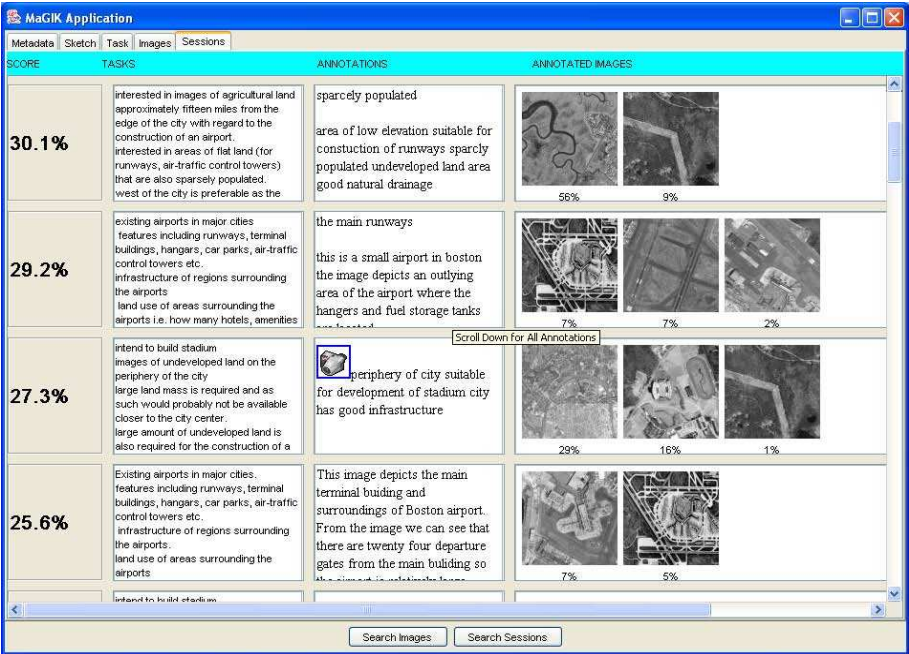 MaGIK Application
Metadata Sketch Task Images Sessions
SCORE TASKS ANNOTATIONS ANNOTATED IMAGES
30.1%
interested in images of agricultural land
approximately fifteen miles from the
edge of the city with regard to the
construction of an airport.
interested in areas of flat land (for
runways, air-traffic control towers)
that are also sparsely populated.
west of the city is preferable as the
sparcely populated
area of low elevation suitable for
constuction of runways sparcly
populated undeveloped land area
good natural drainage
56% 9%
29.2%
existing airports in major cities
features including runways, terminal
buildings, hangars, car parks, air-traffic
control towers etc.
infrastructure of regions surrounding
the airports
land use of areas surrounding the
airports i.e. how many hotels, amenities
the main runways
this is a small airport in boston
the image depicts an outlying
area of the airport where the
hangers and fuel storage tanks
are located
7% 7% 2%
Scroll Down for All Annotations
27.3%
intend to build stadium
images of undeveloped land on the
periphery of the city
large land mass is required and as
such would probably not be available
closer to the city center.
large amount of undeveloped land is
also required for the construction of a
periphery of city suitable
for development of stadium city
has good infrastructure
29% 16% 1%
25.6%
Existing airports in major cities.
features including runways, terminal
buildings, hangars, car parks, air-traffic
control towers etc.
infrastructure of regions surrounding
the airports.
land use of areas surrounding the
airports
This image depicts the main
terminal buiding and
surroundings of Boston airport.
From the image we can see that
there are twenty four departure
gates from the main buliding so
the airport is relatively large
7% 5%
intend to build stadium
Search Images Search Sessions